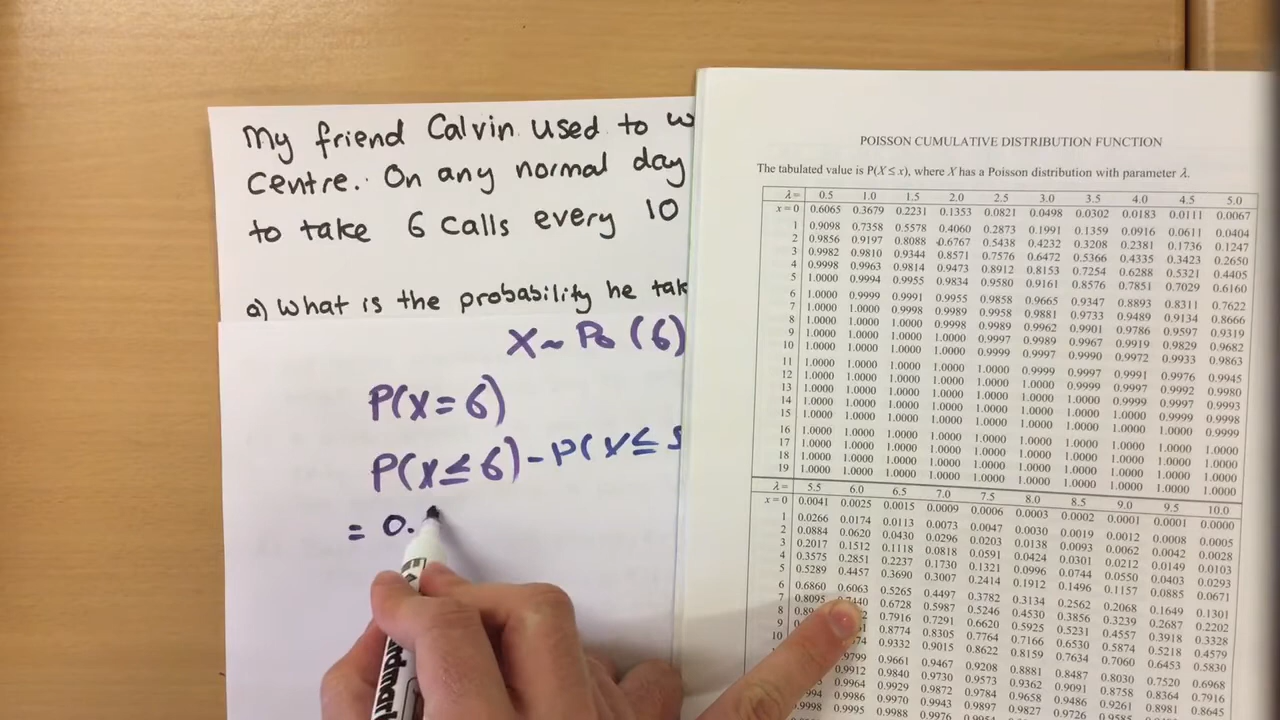 My friend Calvin used to
centre. On any normal day
to take 6 calls every 10
a) What is the probability he
X~ Po (6)
P(X=6)
P(X≤6)-P(X≤
= 0.
POISSON CUMULATIVE DISTRIBUTION FUNCTION
The tabulated value is P(X ≤ x), where X has a Poisson distribution with parameter λ.
λ= 0.5 1.0 1.5 2.0 2.5 3.0 3.5 4.0 4.5 5.0
x=0 0.6065 0.3679 0.2231 0.1353 0.0821 0.0498 0.0302 0.0183 0.0111 0.0067
1 0.9098 0.7358 0.5578 0.4060 0.2873 0.1991 0.1359 0.0916 0.0611 0.0404
2 0.9856 0.9197 0.8088 0.6767 0.5438 0.4232 0.3208 0.2381 0.1736 0.1247
3 0.9982 0.9810 0.9344 0.8571 0.7576 0.6472 0.5366 0.4335 0.3423 0.2650
4 0.9998 0.9963 0.9814 0.9473 0.8912 0.8153 0.7254 0.6288 0.5321 0.4405
5 1.0000 0.9994 0.9955 0.9834 0.9580 0.9161 0.8576 0.7851 0.7029 0.6160
6 1.0000 0.9999 0.9991 0.9955 0.9858 0.9665 0.9347 0.8893 0.8311 0.7622
7 1.0000 1.0000 0.9998 0.9989 0.9958 0.9881 0.9733 0.9489 0.9134 0.8666
8 1.0000 1.0000 1.0000 0.9998 0.9989 0.9962 0.9901 0.9786 0.9597 0.9319
9 1.0000 1.0000 1.0000 1.0000 0.9997 0.9989 0.9967 0.9919 0.9829 0.9682
10 1.0000 1.0000 1.0000 1.0000 0.9999 0.9997 0.9990 0.9972 0.9933 0.9863
11 1.0000 1.0000 1.0000 1.0000 1.0000 0.9999 0.9997 0.9991 0.9976 0.9945
12 1.0000 1.0000 1.0000 1.0000 1.0000 1.0000 0.9999 0.9997 0.9992 0.9980
13 1.0000 1.0000 1.0000 1.0000 1.0000 1.0000 1.0000 0.9999 0.9997 0.9993
14 1.0000 1.0000 1.0000 1.0000 1.0000 1.0000 1.0000 1.0000 0.9999 0.9998
15 1.0000 1.0000 1.0000 1.0000 1.0000 1.0000 1.0000 1.0000 1.0000 0.9999
16 1.0000 1.0000 1.0000 1.0000 1.0000 1.0000 1.0000 1.0000 1.0000 1.0000
17 1.0000 1.0000 1.0000 1.0000 1.0000 1.0000 1.0000 1.0000 1.0000 1.0000
18 1.0000 1.0000 1.0000 1.0000 1.0000 1.0000 1.0000 1.0000 1.0000 1.0000
19 1.0000 1.0000 1.0000 1.0000 1.0000 1.0000 1.0000 1.0000 1.0000 1.0000
λ= 5.5 6.0 6.5 7.0 7.5 8.0 8.5 9.0 9.5 10.0
x=0 0.0041 0.0025 0.0015 0.0009 0.0006 0.0003 0.0002 0.0001 0.0001 0.0000
1 0.0266 0.0174 0.0113 0.0073 0.0047 0.0030 0.0019 0.0012 0.0008 0.0005
2 0.0884 0.0620 0.0430 0.0296 0.0203 0.0138 0.0093 0.0062 0.0042 0.0028
3 0.2017 0.1512 0.1118 0.0818 0.0591 0.0424 0.0301 0.0212 0.0149 0.0103
4 0.3575 0.2851 0.2237 0.1730 0.1321 0.0996 0.0744 0.0550 0.0403 0.0293
5 0.5289 0.4457 0.3690 0.3007 0.2414 0.1912 0.1496 0.1157 0.0885 0.0671
6 0.6860 0.6063 0.5265 0.4497 0.3782 0.3134 0.2562 0.2068 0.1649 0.1301
7 0.8095 0.6728 0.5987 0.5246 0.4530 0.3856 0.3239 0.2687 0.2202
8 0.7916 0.7291 0.6620 0.5925 0.5231 0.4557 0.3918 0.3328
9 0.8774 0.8305 0.7764 0.7166 0.6530 0.5874 0.5218 0.4579
10 0.9332 0.9015 0.8622 0.8159 0.7634 0.7060 0.6453 0.5830
0.9661 0.9467 0.9208 0.8881 0.8487 0.8030 0.7520 0.6968
0.9912 0.9840 0.9730 0.9573 0.9362 0.9091 0.8758 0.8364 0.7916
0.9964 0.9929 0.9872 0.9784 0.9658 0.9486 0.9261 0.8981 0.8645
0.9986 0.9970 0.9943 0.9897 0.9827 0.9726
0.9995 0.9988 0.9976